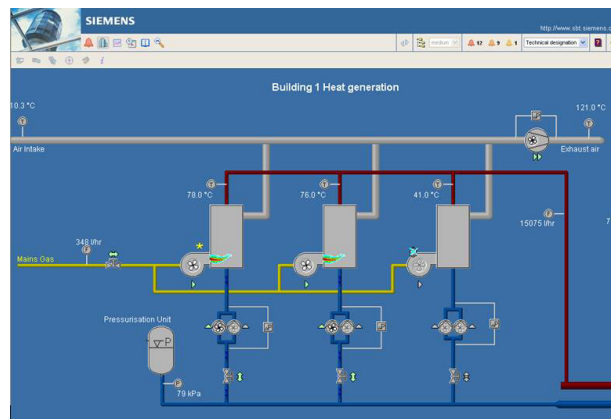 SIEMENS
http://www.sbt.siemens.c
medium
12
9
1
Technical designation
?
Building 1 Heat generation
10.3 °C
121.0 °C
Air Intake
Exhaust air
78.0 °C
76.0 °C
41.0 °C
348 l/hr
15075 l/hr
7
Mains Gas
Pressurisation Unit
P
79 kPa